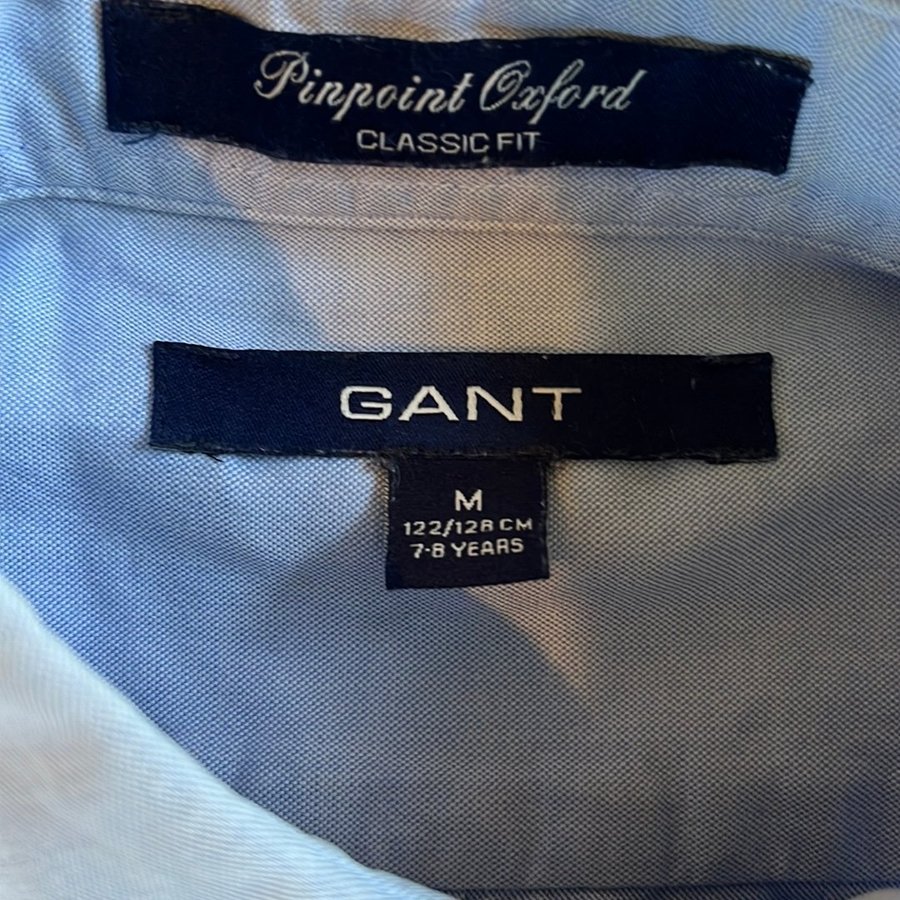 Pinpoint Oxford
CLASSIC FIT
GANT
M
122/128 CM
7-8 YEARS